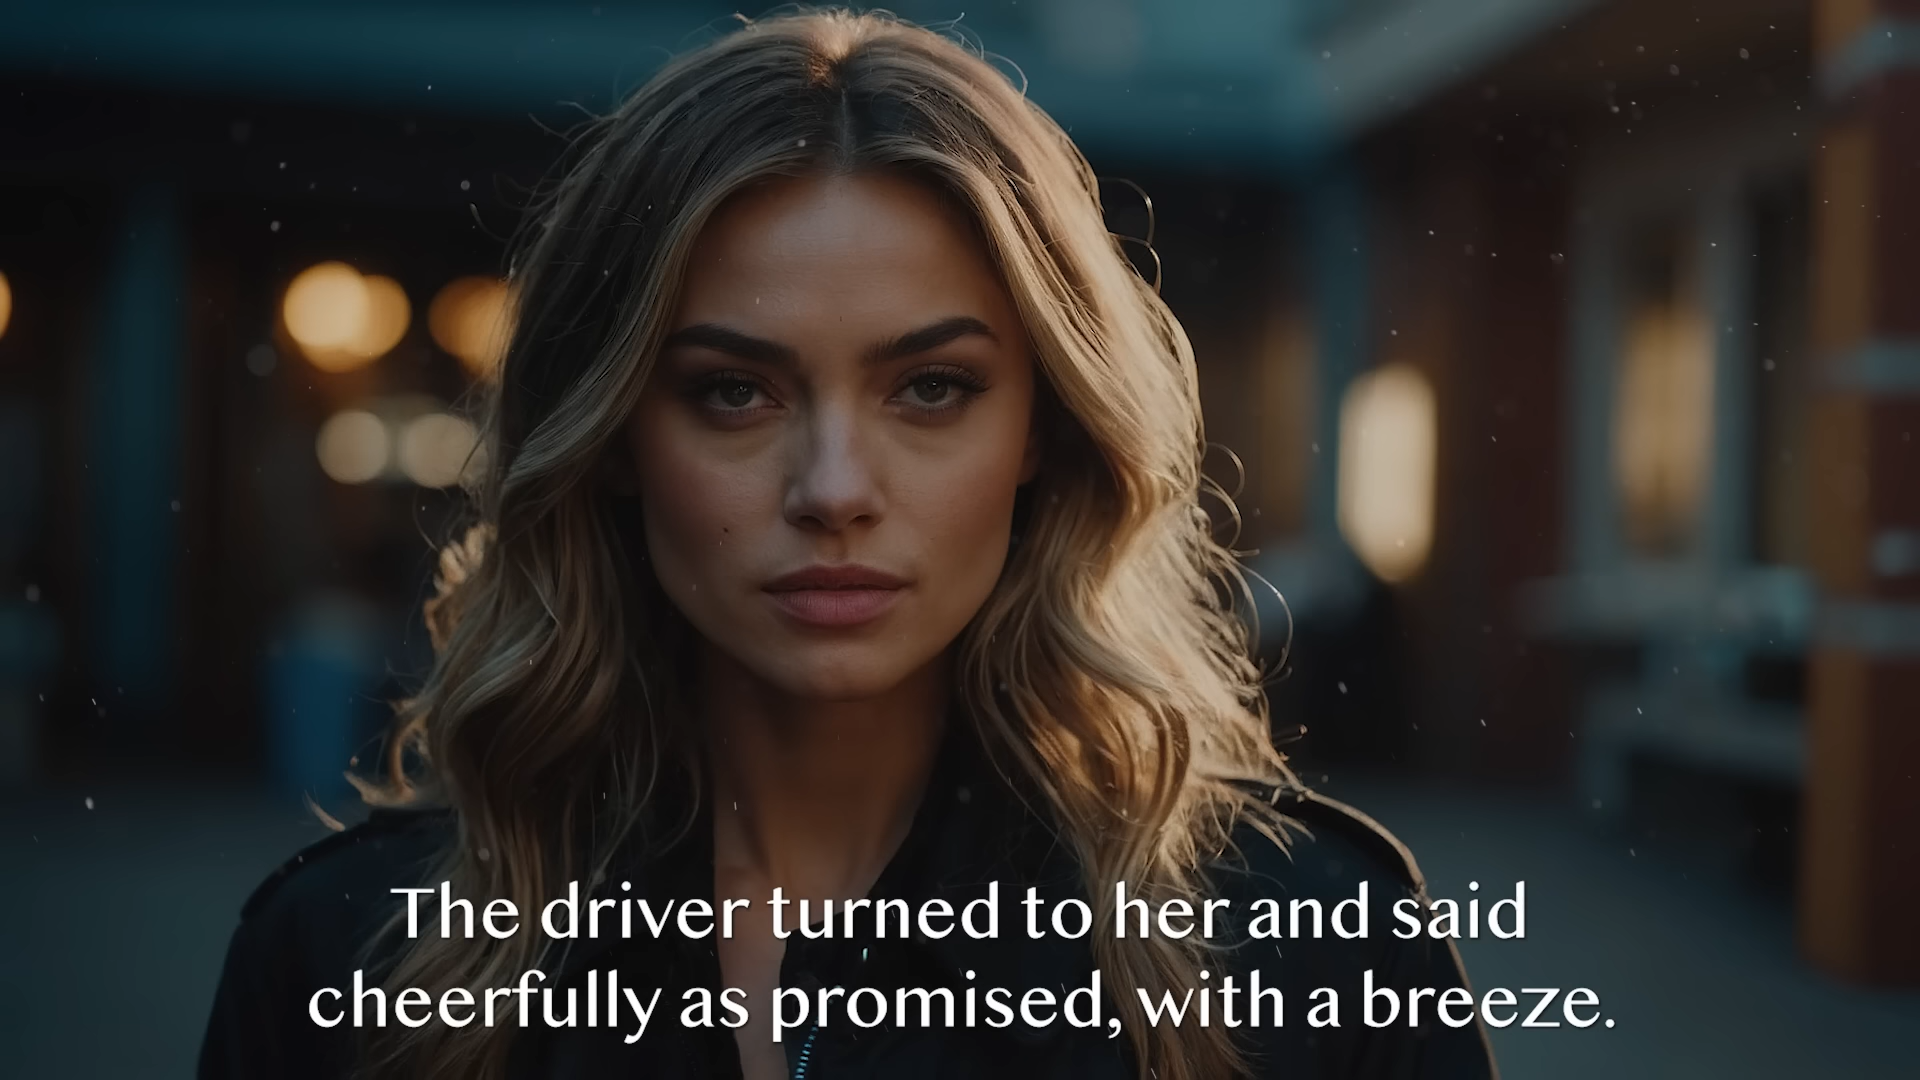 The driver turned to her and said
cheerfully as promised, with a breeze.